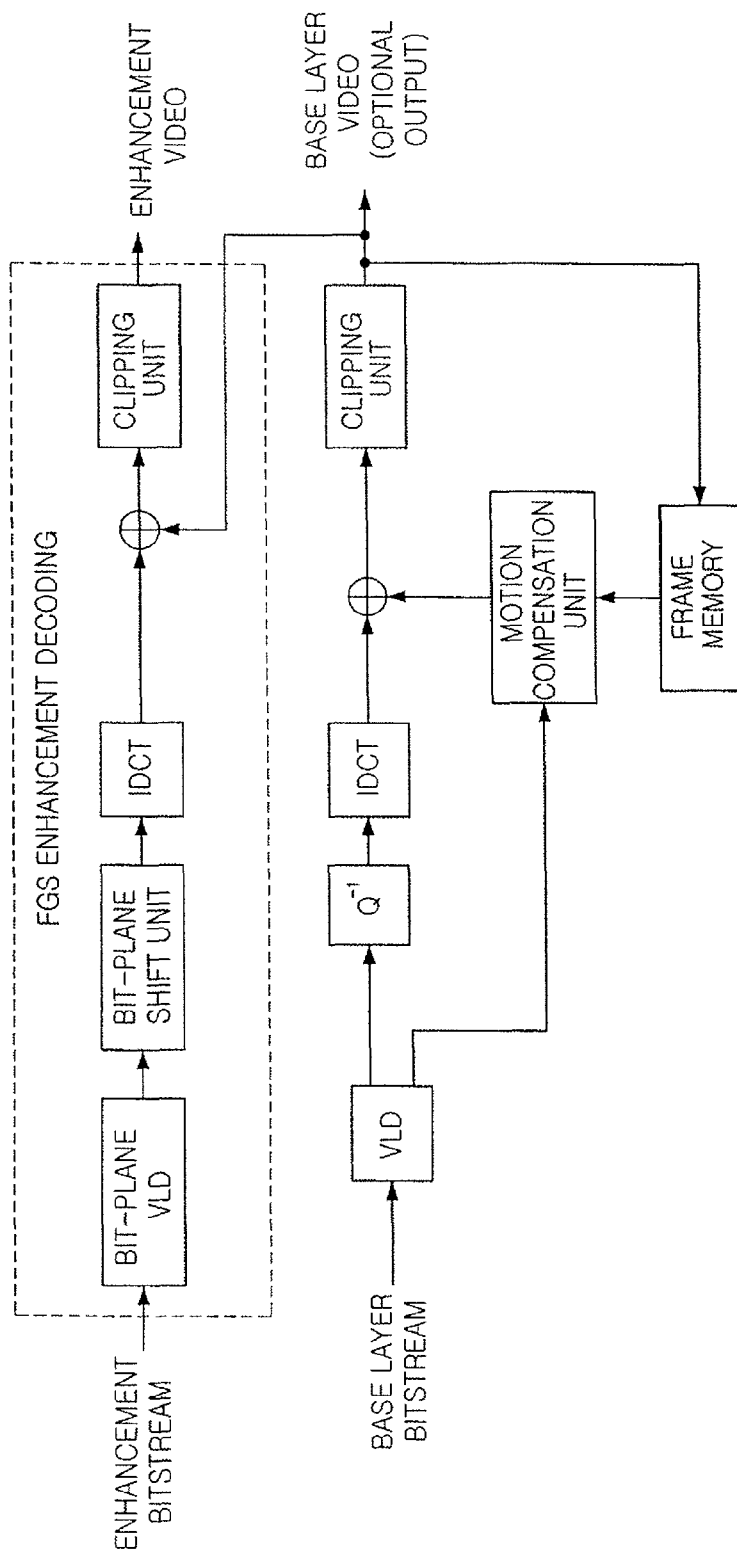 FGS ENHANCEMENT DECODING
ENHANCEMENT
BITSTREAM
BIT-PLANE
VLD
BIT-PLANE
SHIFT UNIT
IDCT
CLIPPING
UNIT
ENHANCEMENT
VIDEO
BASE LAYER
BITSTREAM
VLD
Q⁻¹
IDCT
CLIPPING
UNIT
BASE LAYER
VIDEO
(OPTIONAL
OUTPUT)
MOTION
COMPENSATION
UNIT
FRAME
MEMORY